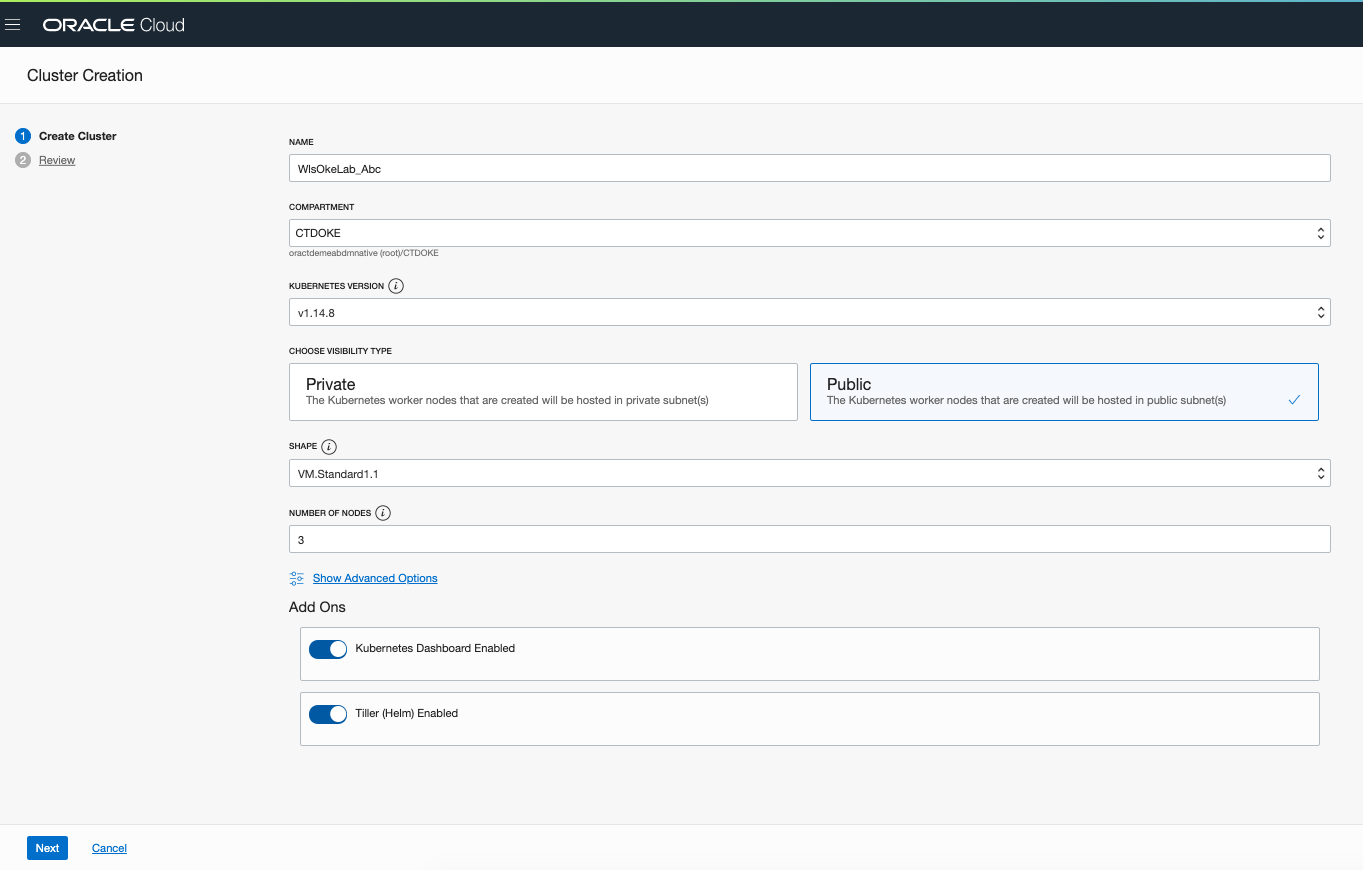 ORACLE Cloud
Cluster Creation
1 Create Cluster
2 Review
NAME
WlsOkeLab_Abc
COMPARTMENT
CTDOKE
oractdemeabdmnative (root)/CTDOKE
KUBERNETES VERSION i
v1.14.8
CHOOSE VISIBILITY TYPE
Private
The Kubernetes worker nodes that are created will be hosted in private subnet(s)
Public
The Kubernetes worker nodes that are created will be hosted in public subnet(s)
SHAPE i
VM.Standard1.1
NUMBER OF NODES i
3
Show Advanced Options
Add Ons
Kubernetes Dashboard Enabled
Tiller (Helm) Enabled
Next Cancel